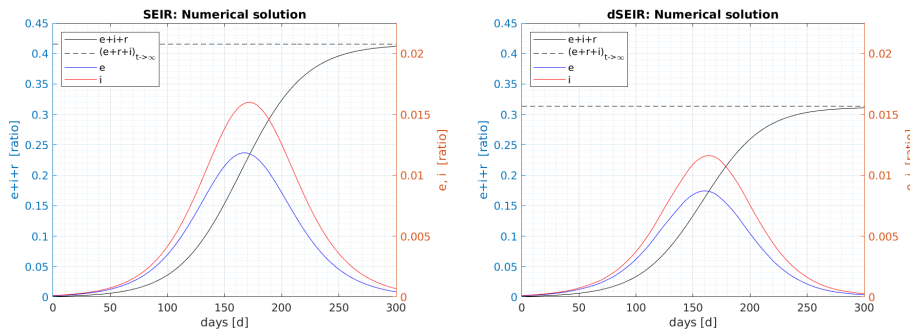 SEIR: Numerical solution
0.45
0.4
0.35
0.3
0.25
0.2
0.15
0.1
0.05
0
e+i+r [ratio]
e+i+r
(e+r+i)t->∞
e
i
0.02
0.015
0.01
0.005
0
e, i [ratio]
0 50 100 150 200 250 300
days [d]
dSEIR: Numerical solution
0.45
0.4
0.35
0.3
0.25
0.2
0.15
0.1
0.05
0
e+i+r [ratio]
e+i+r
(e+r+i)t->∞
e
i
0.02
0.015
0.01
0.005
0
[ratio]
0 50 100 150 200 250 300
days [d]